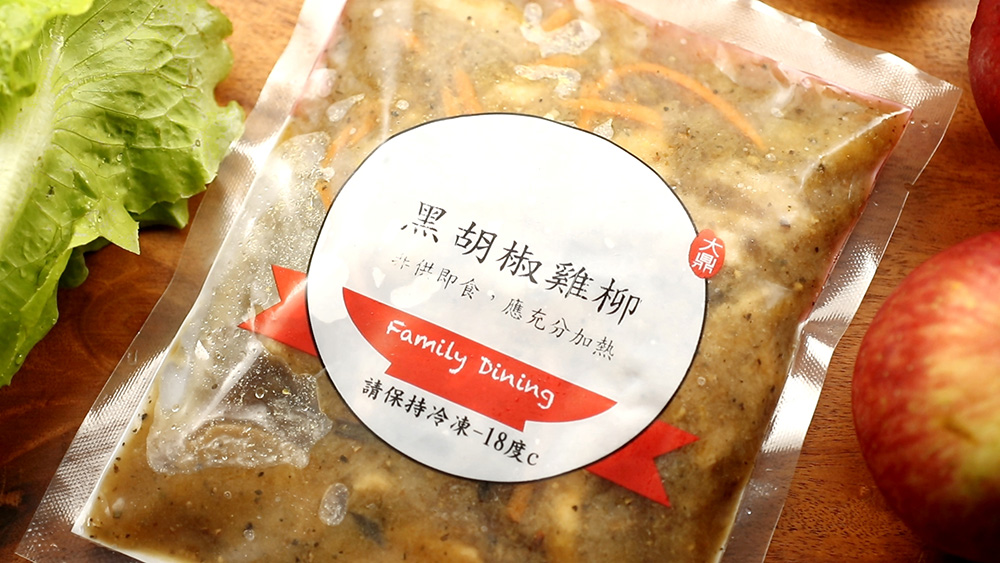 黑胡椒雞柳
大鼎
非供即食，應充分加熱
Family Dining
請保持冷凍-18度c